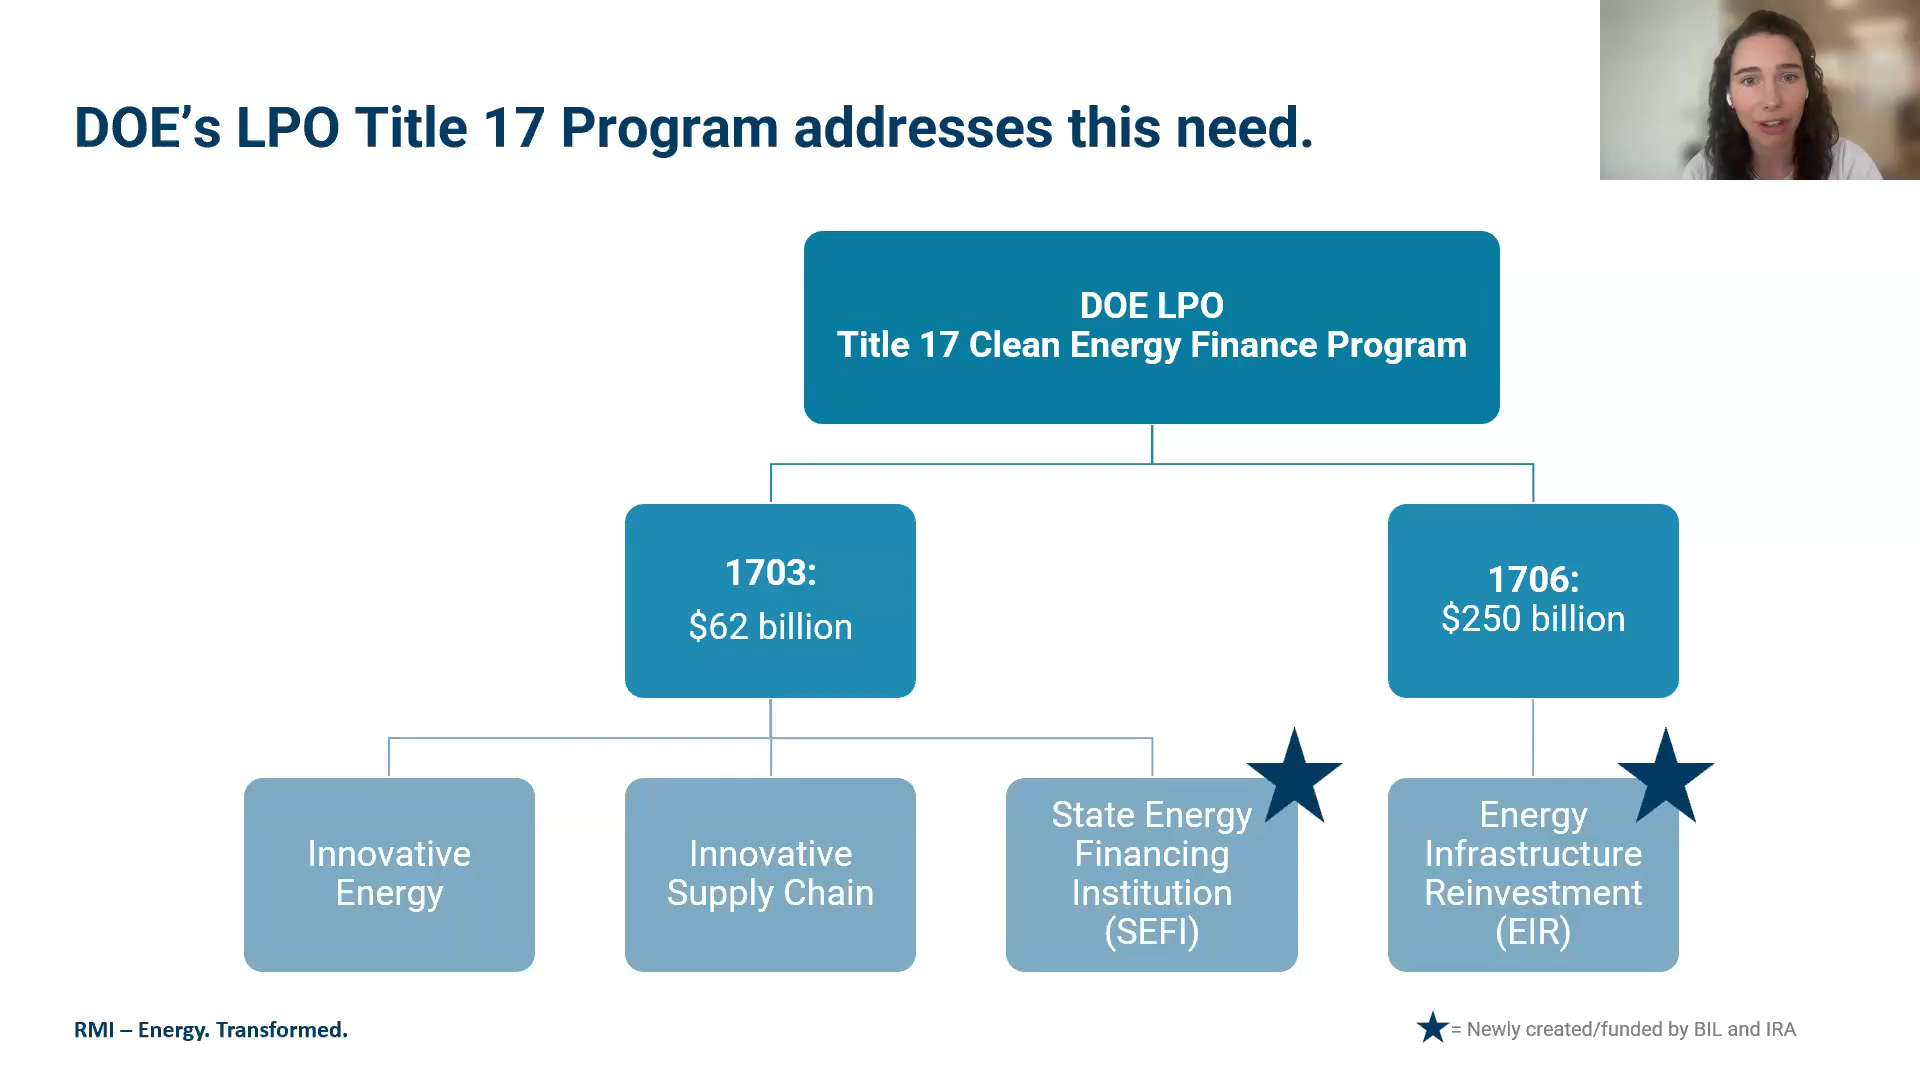 DOE’s LPO Title 17 Program addresses this need.
DOE LPO
Title 17 Clean Energy Finance Program
1703:
$62 billion
1706:
$250 billion
Innovative
Energy
Innovative
Supply Chain
State Energy
Financing
Institution
(SEFI)
Energy
Infrastructure
Reinvestment
(EIR)
RMI – Energy. Transformed.
= Newly created/funded by BIL and IRA